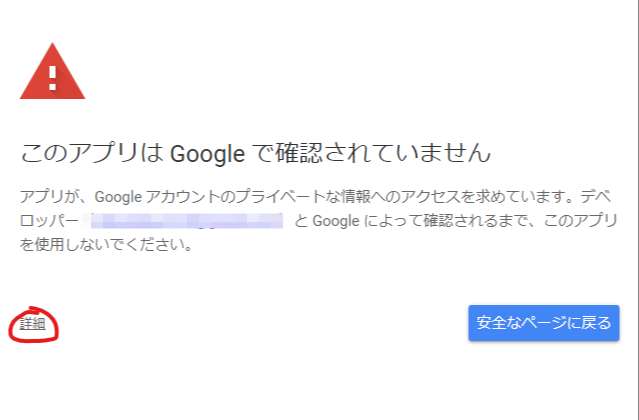 このアプリは Google で確認されていません
アプリが、Google アカウントのプライベートな情報へのアクセスを求めています。デベ
ロッパー（ ）と Google によって確認されるまで、このアプリ
を使用しないでください。
詳細
安全なページに戻る